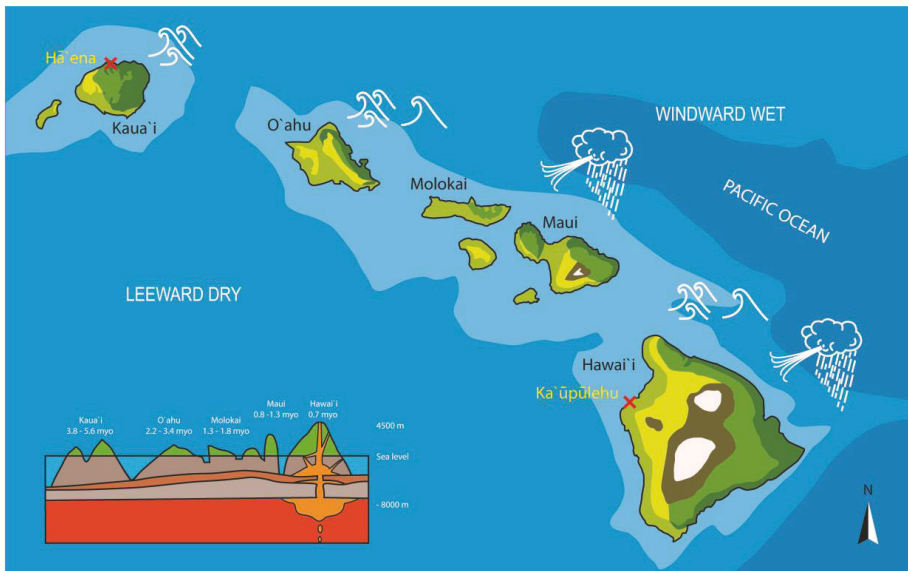 Hā`ena
Kaua`i
O`ahu
WINDWARD WET
Molokai
PACIFIC OCEAN
Maui
LEEWARD DRY
Hawai`i
Ka`ūpūlehu
Kaua`i
3.8 - 5.6 myo
O`ahu
2.2 - 3.4 myo
Molokai
1.3 - 1.8 myo
Maui
0.8 -1.3 myo
Hawai`i
0.7 myo
4500 m
Sea level
- 8000 m
N